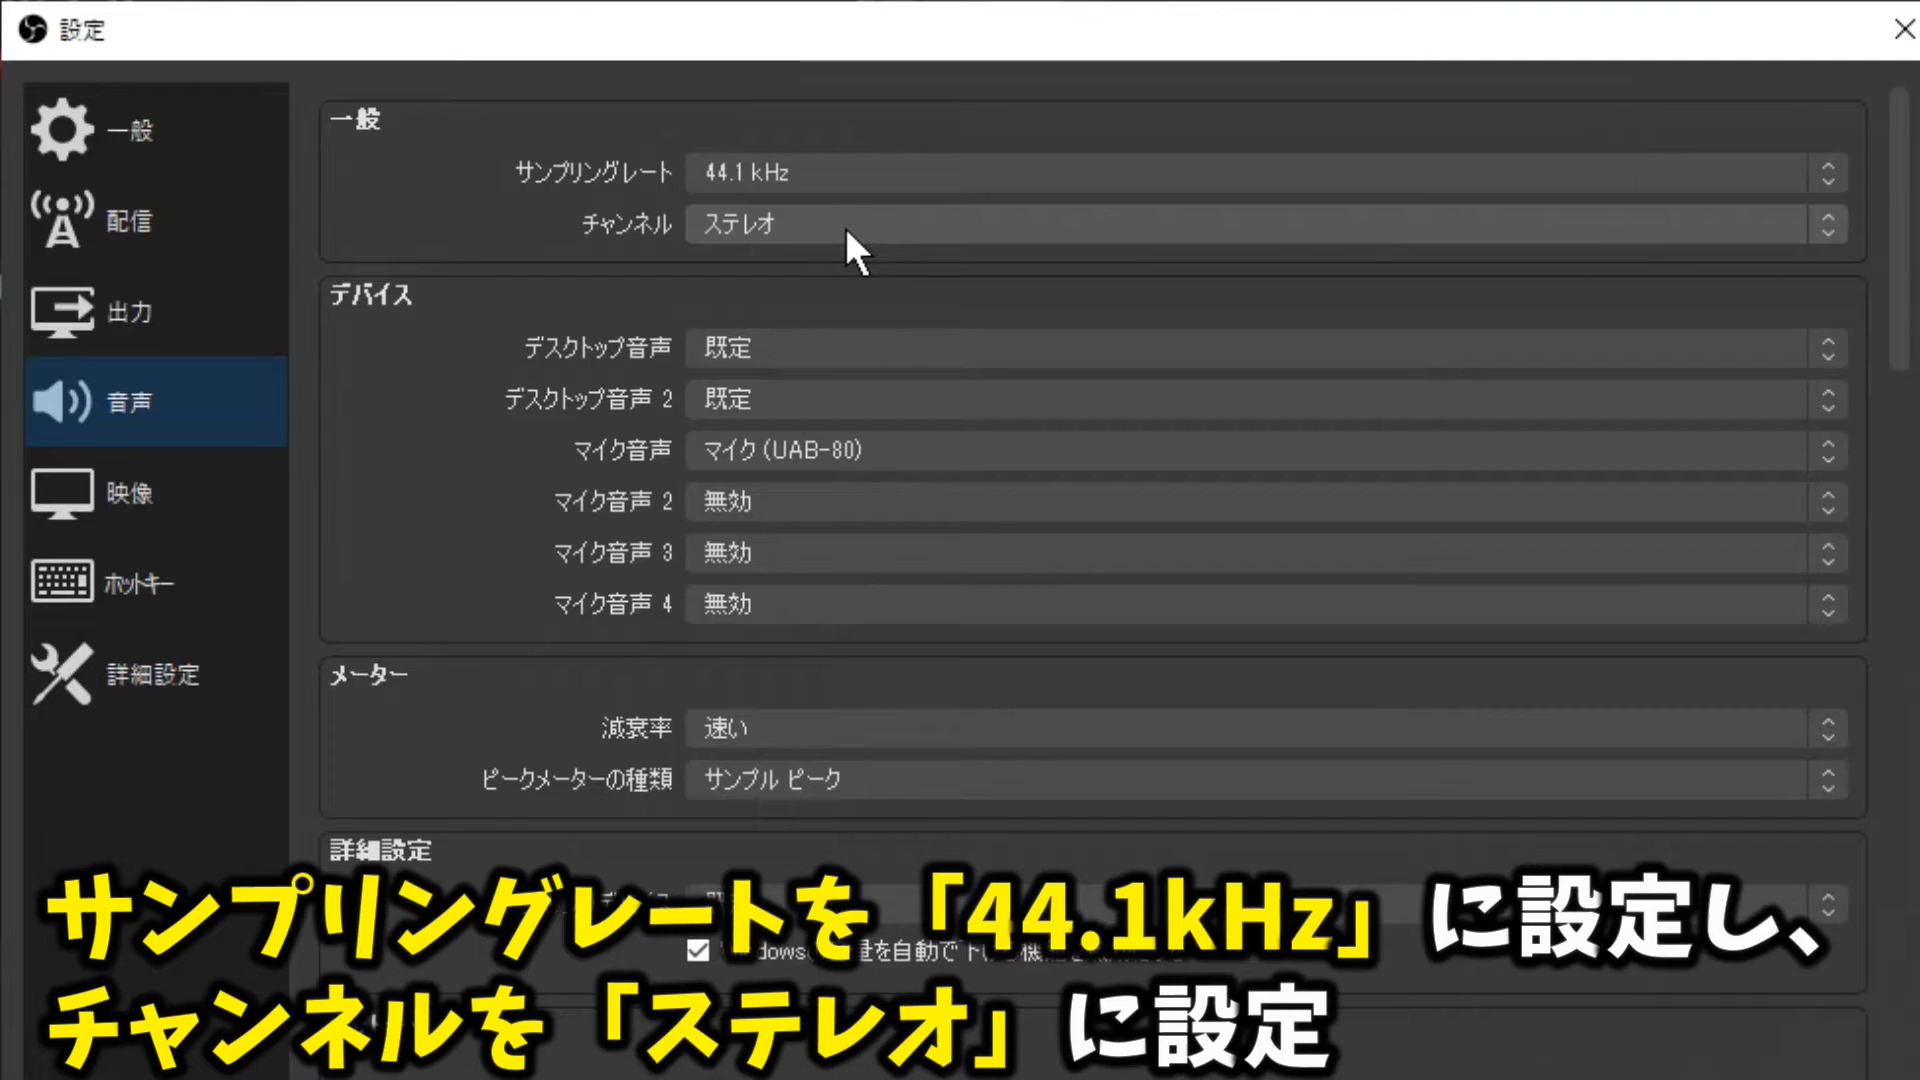 設定
一般
配信
出力
音声
映像
ホットキー
詳細設定
一般
サンプリングレート 44.1 kHz
チャンネル ステレオ
デバイス
デスクトップ音声 既定
デスクトップ音声 2 既定
マイク音声 マイク (UAB-80)
マイク音声 2 無効
マイク音声 3 無効
マイク音声 4 無効
メーター
減衰率 速い
ピークメーターの種類 サンプル ピーク
詳細設定
サンプリングレートを「44.1kHz」に設定し、
チャンネルを「ステレオ」に設定